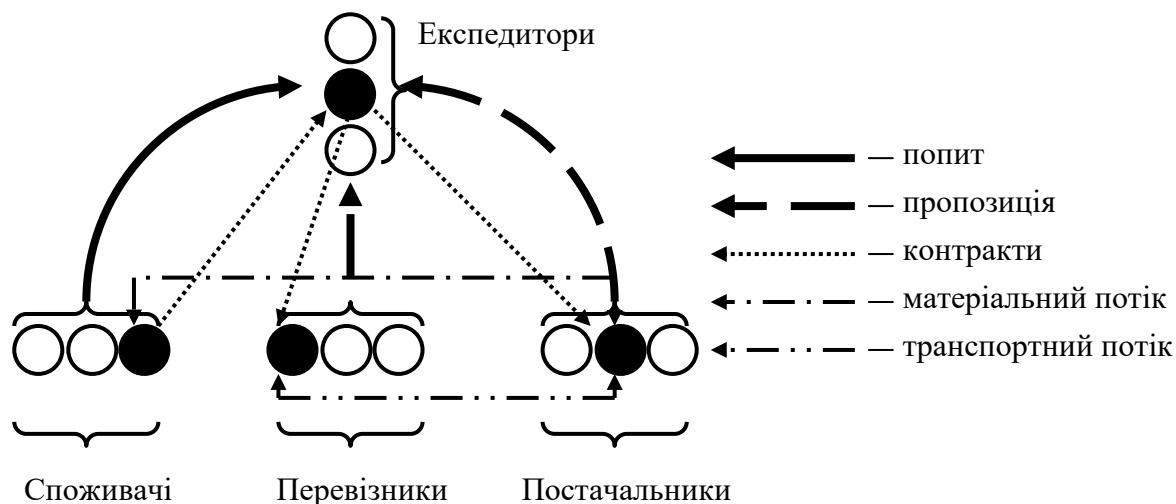 Експедитори
— попит
— пропозиція
— контракти
— матеріальний потік
— транспортний потік
Споживачі
Перевізники
Постачальники